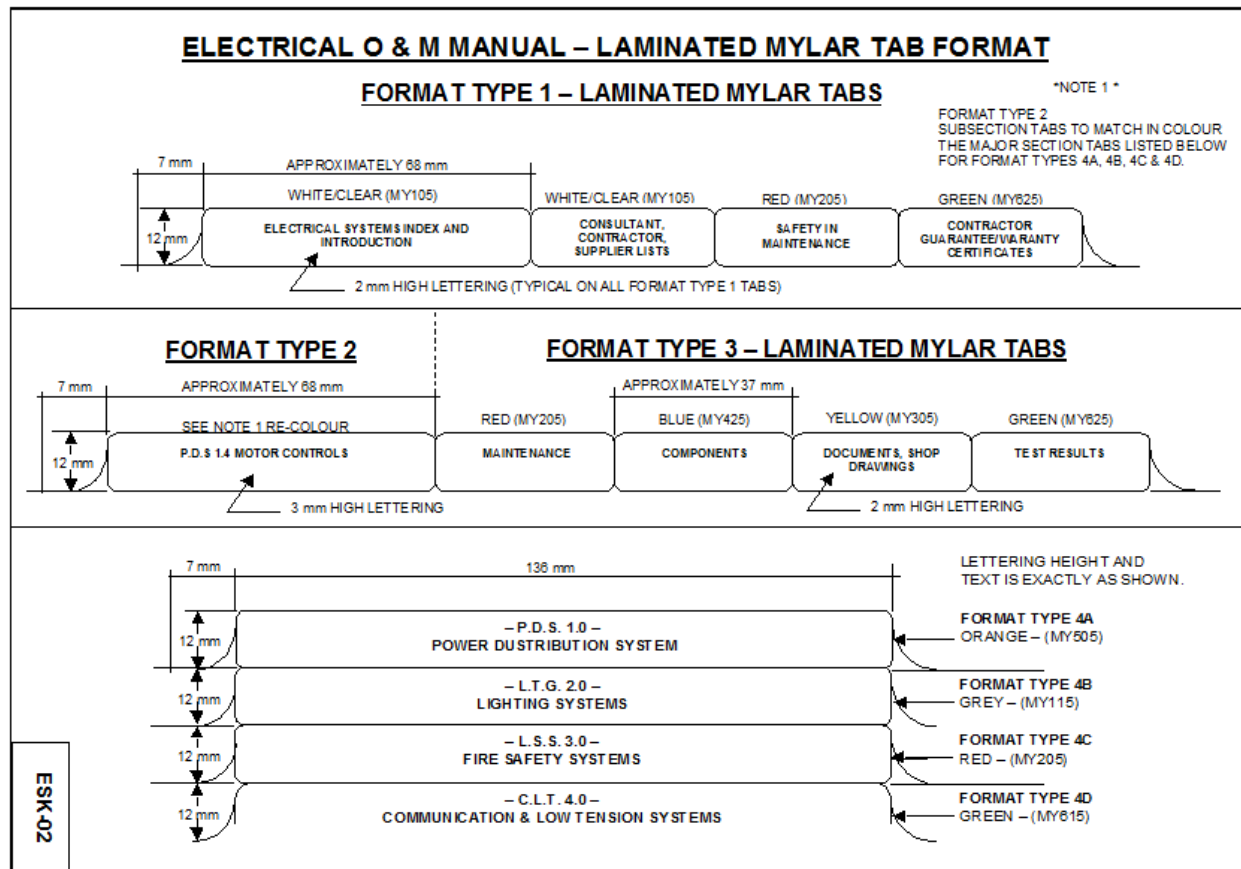 ELECTRICAL O & M MANUAL – LAMINATED MYLAR TAB FORMAT
FORMAT TYPE 1 – LAMINATED MYLAR TABS
*NOTE 1 *
FORMAT TYPE 2
SUBSECTION TABS TO MATCH IN COLOUR
THE MAJOR SECTION TABS LISTED BELOW
FOR FORMAT TYPES 4A, 4B, 4C & 4D.
7 mm
APPROXIMATELY 68 mm
WHITE/CLEAR (MY105)
WHITE/CLEAR (MY105)
RED (MY205)
GREEN (MY625)
12 mm
ELECTRICAL SYSTEMS INDEX AND
INTRODUCTION
CONSULTANT,
CONTRACTOR,
SUPPLIER LISTS
SAFETY IN
MAINTENANCE
CONTRACTOR
GUARANTEE/WARANTY
CERTIFICATES
2 mm HIGH LETTERING (TYPICAL ON ALL FORMAT TYPE 1 TABS)
FORMAT TYPE 2
FORMAT TYPE 3 – LAMINATED MYLAR TABS
7 mm
APPROXIMATELY 68 mm
APPROXIMATELY 37 mm
SEE NOTE 1 RE-COLOUR
RED (MY205)
BLUE (MY425)
YELLOW (MY305)
GREEN (MY625)
12 mm
P.D.S 1.4 MOTOR CONTROLS
MAINTENANCE
COMPONENTS
DOCUMENTS, SHOP
DRAWINGS
TEST RESULTS
3 mm HIGH LETTERING
2 mm HIGH LETTERING
7 mm
136 mm
LETTERING HEIGHT AND
TEXT IS EXACTLY AS SHOWN.
12 mm
– P.D.S. 1.0 –
POWER DUSTRIBUTION SYSTEM
FORMAT TYPE 4A
ORANGE – (MY505)
12 mm
– L.T.G. 2.0 –
LIGHTING SYSTEMS
FORMAT TYPE 4B
GREY – (MY115)
12 mm
– L.S.S. 3.0 –
FIRE SAFETY SYSTEMS
FORMAT TYPE 4C
RED – (MY205)
12 mm
– C.L.T. 4.0 –
COMMUNICATION & LOW TENSION SYSTEMS
FORMAT TYPE 4D
GREEN – (MY615)
ESK-02